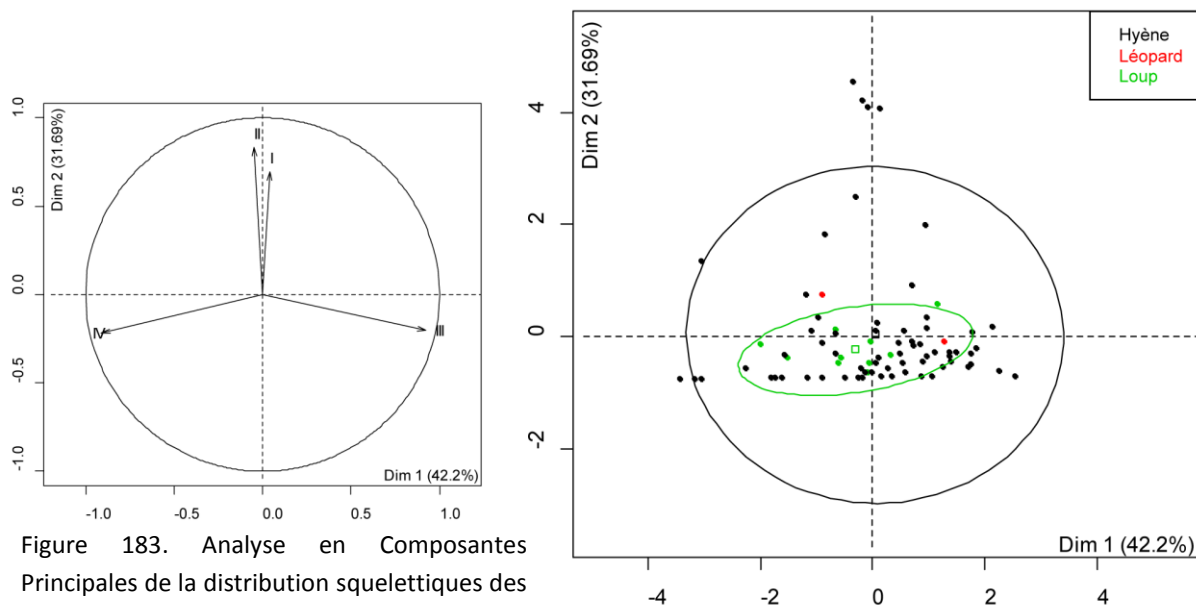 Dim 2 (31.69%)
1.0
0.5
0.0
-0.5
-1.0
II
I
IV
III
Dim 1 (42.2%)
-1.0 -0.5 0.0 0.5 1.0
Figure 183. Analyse en Composantes
Principales de la distribution squelettiques des
Dim 2 (31.69%)
4
2
0
-2
Hyène
Léopard
Loup
Dim 1 (42.2%)
-4 -2 0 2 4 6